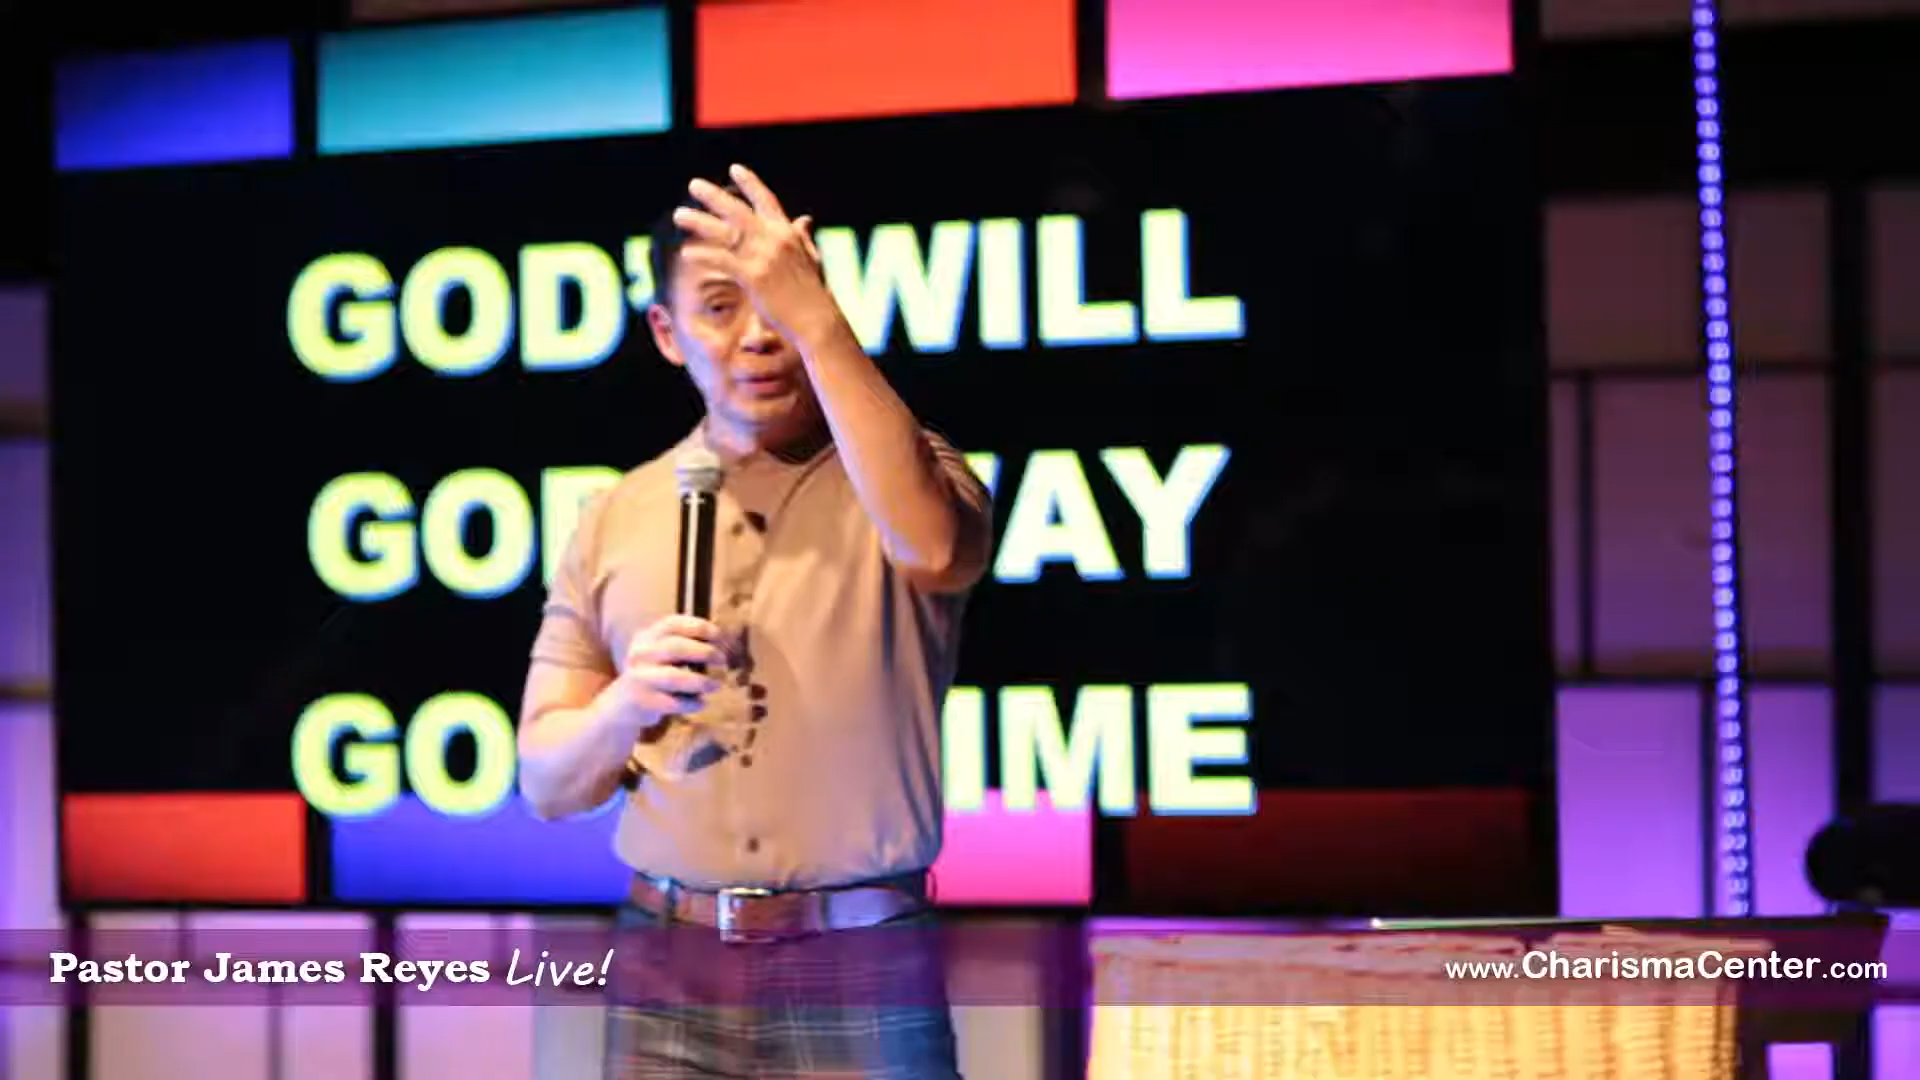 GOD' WILL
GOD AY
GO IME
Pastor James Reyes Live!
www.CharismaCenter.com